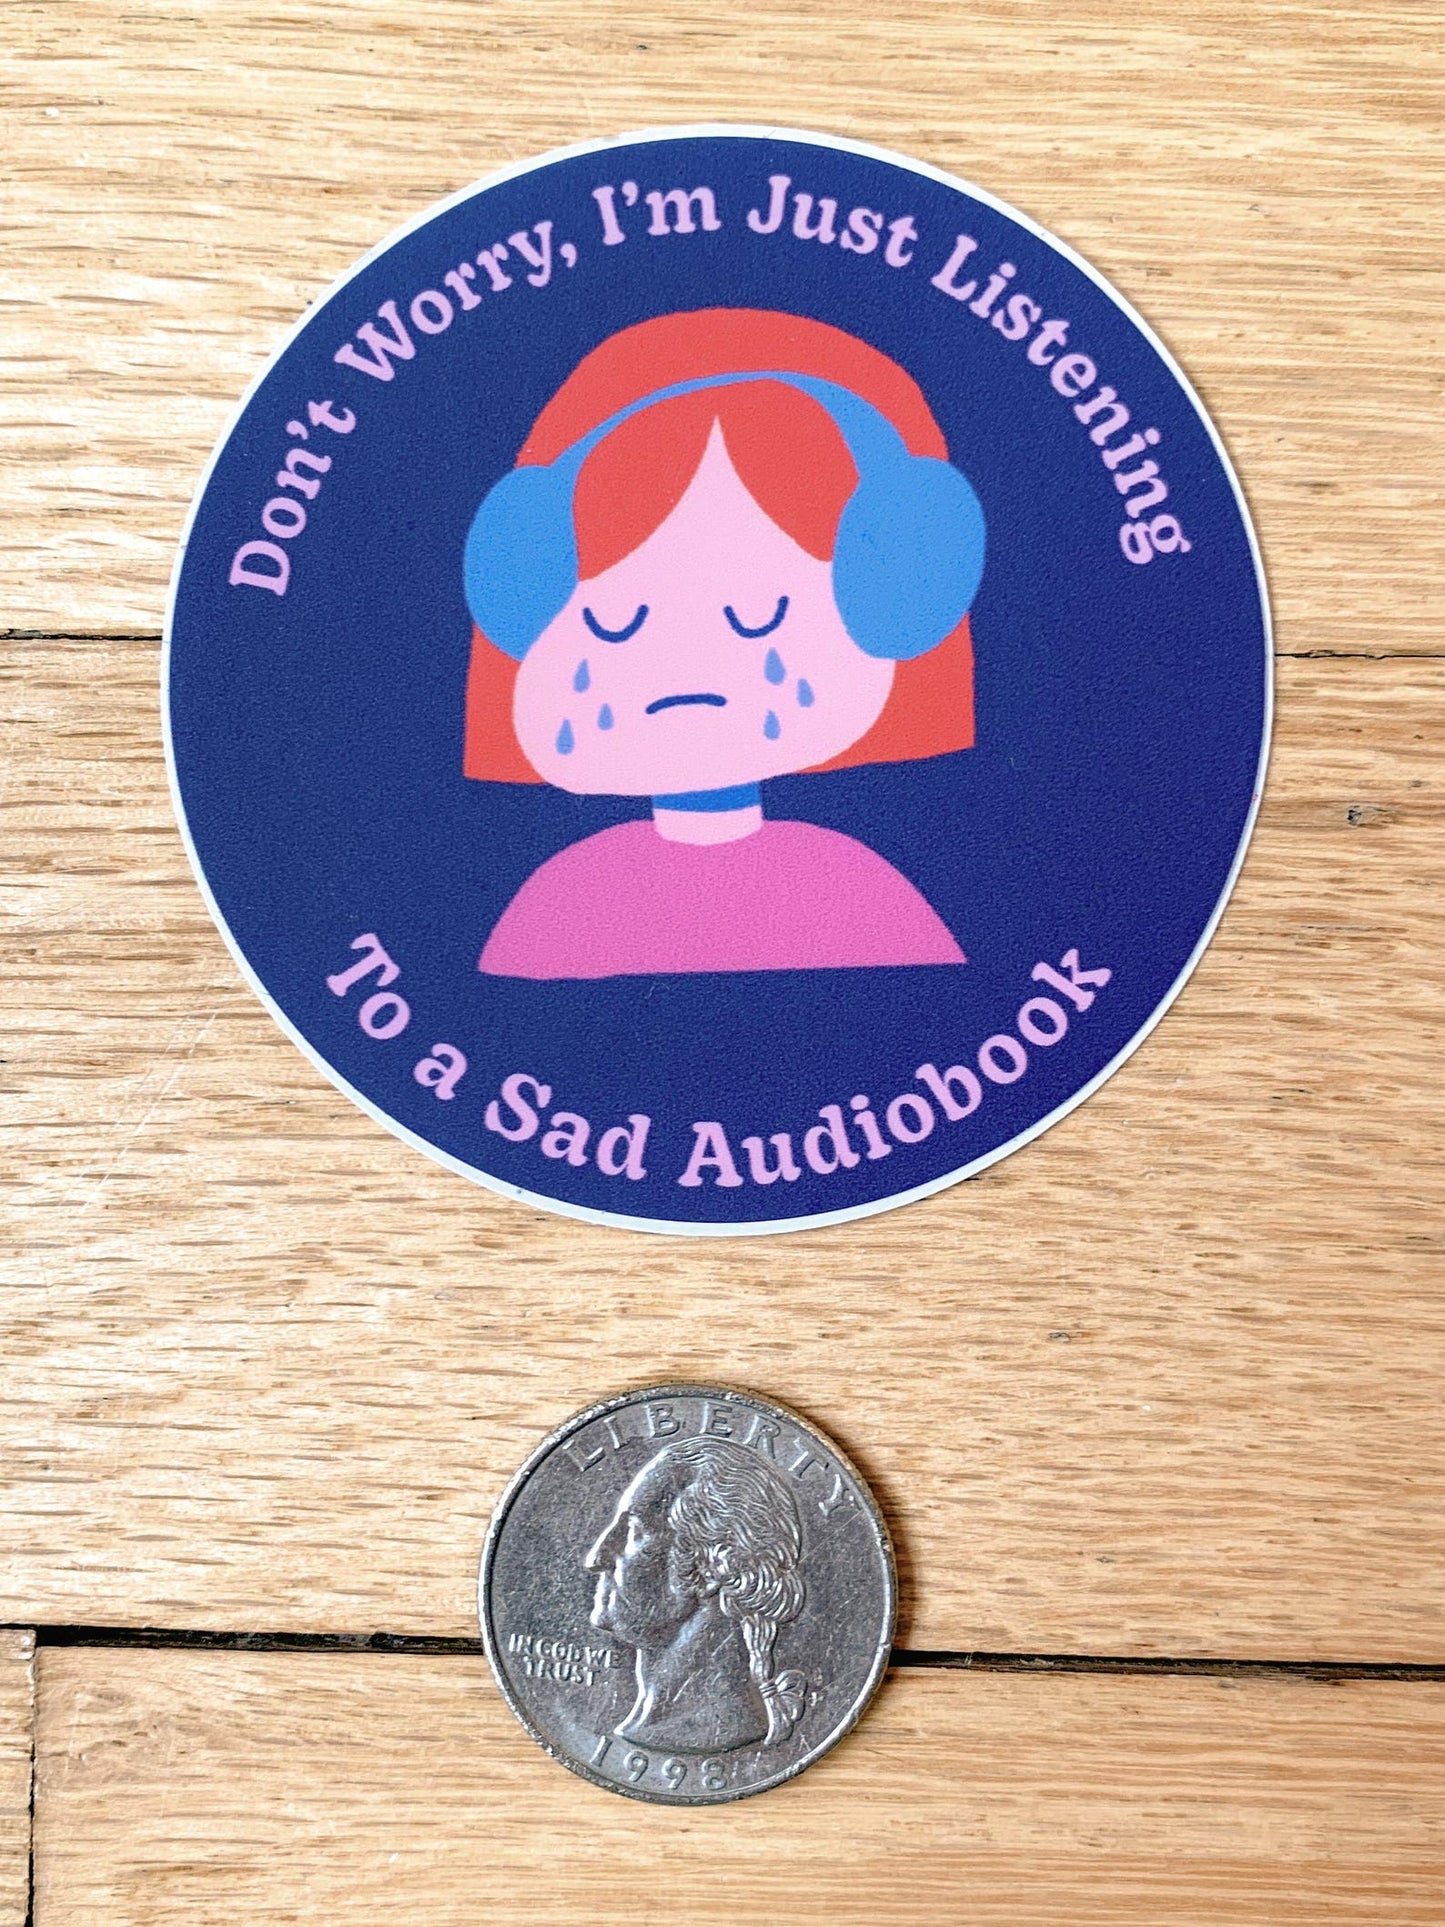 Don't Worry, I'm Just Listening
To a Sad Audiobook
LIBERTY
IN GOD WE
TRUST
1998